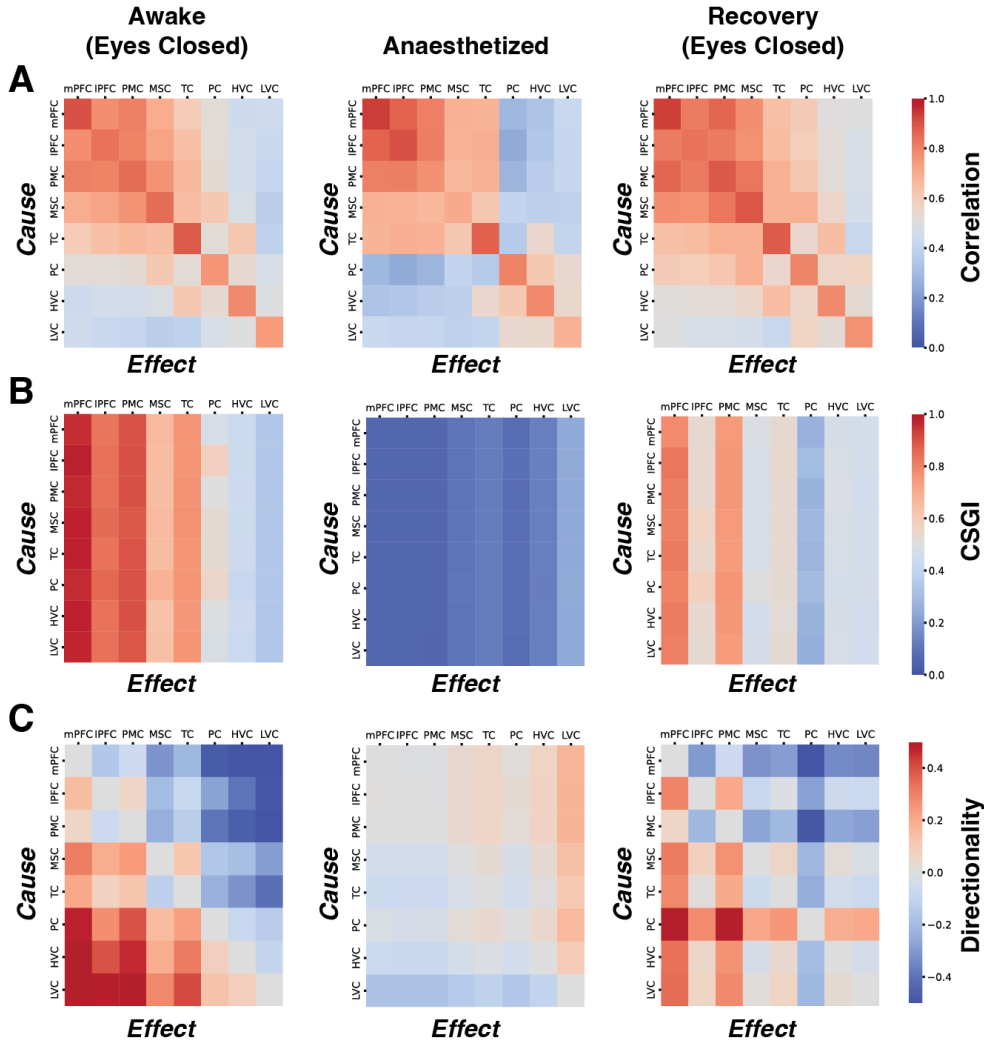 Awake
(Eyes Closed)
Anaesthetized
Recovery
(Eyes Closed)
A
mPFC lPFC PMC MSC TC PC HVC LVC
mPFC lPFC PMC MSC TC PC HVC LVC
mPFC lPFC PMC MSC TC PC HVC LVC
Cause
mPFC
lPFC
PMC
MSC
TC
PC
HVC
LVC
Effect
Cause
mPFC
lPFC
PMC
MSC
TC
PC
HVC
LVC
Effect
Cause
mPFC
lPFC
PMC
MSC
TC
PC
HVC
LVC
Effect
1.0
0.8
0.6
0.4
0.2
0.0
Correlation
B
mPFC lPFC PMC MSC TC PC HVC LVC
mPFC lPFC PMC MSC TC PC HVC LVC
mPFC lPFC PMC MSC TC PC HVC LVC
Cause
mPFC
lPFC
PMC
MSC
TC
PC
HVC
LVC
Effect
Cause
mPFC
lPFC
PMC
MSC
TC
PC
HVC
LVC
Effect
Cause
mPFC
lPFC
PMC
MSC
TC
PC
HVC
LVC
Effect
1.0
0.8
0.6
0.4
0.2
0.0
CSGI
C
mPFC lPFC PMC MSC TC PC HVC LVC
mPFC lPFC PMC MSC TC PC HVC LVC
mPFC lPFC PMC MSC TC PC HVC LVC
Cause
mPFC
lPFC
PMC
MSC
TC
PC
HVC
LVC
Effect
Cause
mPFC
lPFC
PMC
MSC
TC
PC
HVC
LVC
Effect
Cause
mPFC
lPFC
PMC
MSC
TC
PC
HVC
LVC
Effect
0.4
0.2
0.0
−0.2
−0.4
Directionality